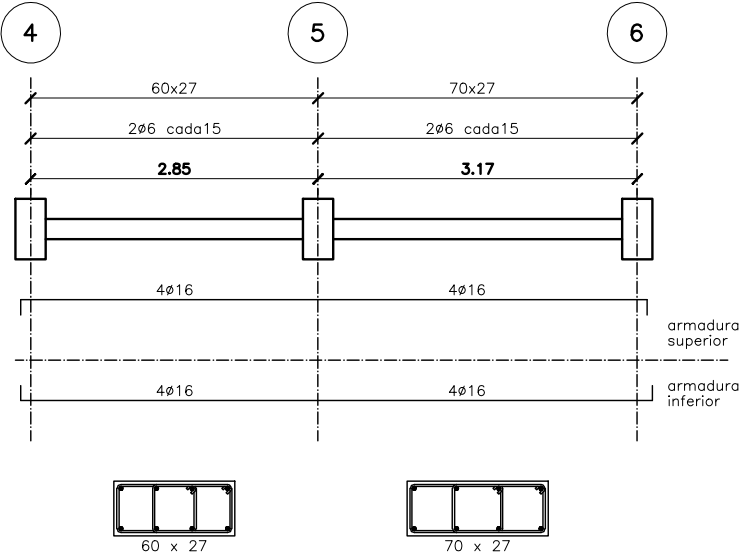 4 5 6
60x27 70x27
2ø6 cada15 2ø6 cada15
2.85 3.17
4ø16 4ø16
armadura
superior
4ø16 4ø16
armadura
inferior
60 x 27 70 x 27